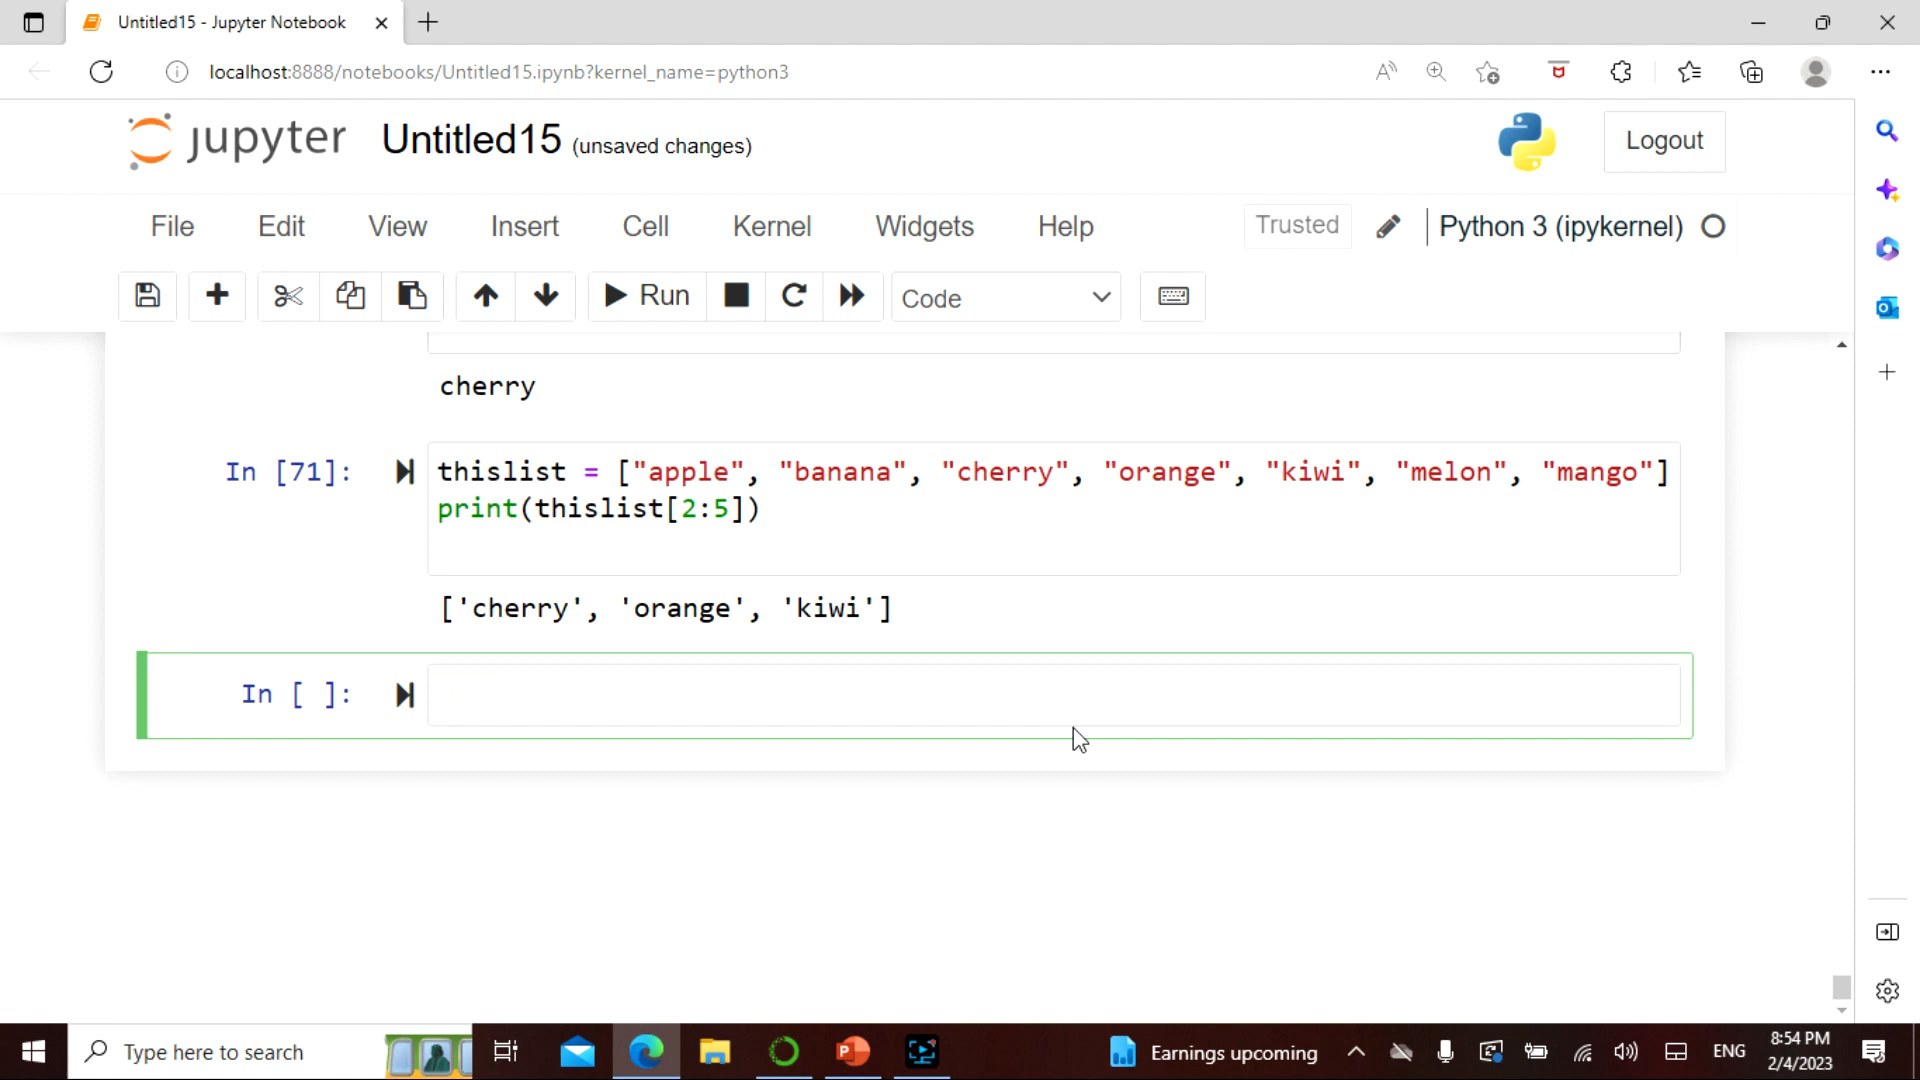 Untitled15 - Jupyter Notebook
localhost:8888/notebooks/Untitled15.ipynb?kernel_name=python3
jupyter Untitled15 (unsaved changes)
Logout
File Edit View Insert Cell Kernel Widgets Help
Trusted
Python 3 (ipykernel)
Run
Code
cherry
In [71]:
thislist = ["apple", "banana", "cherry", "orange", "kiwi", "melon", "mango"]
print(thislist[2:5])
['cherry', 'orange', 'kiwi']
In [ ]:
Type here to search
Earnings upcoming
ENG
8:54 PM
2/4/2023